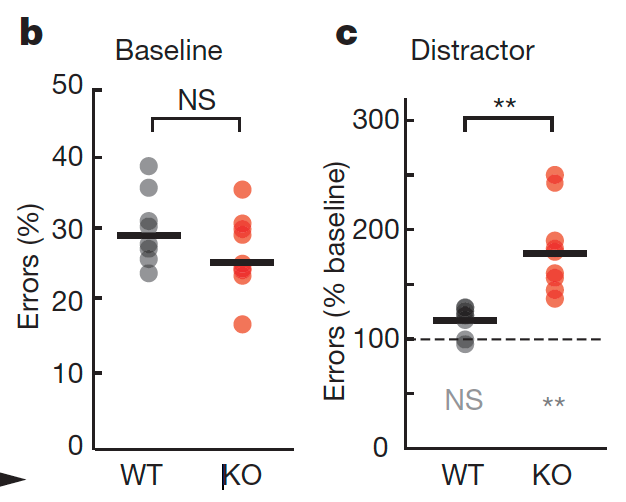 b
Baseline
Errors (%)
50
40
30
20
10
0
NS
WT
KO
c
Distractor
Errors (% baseline)
300
200
100
0
**
NS
**
WT
KO